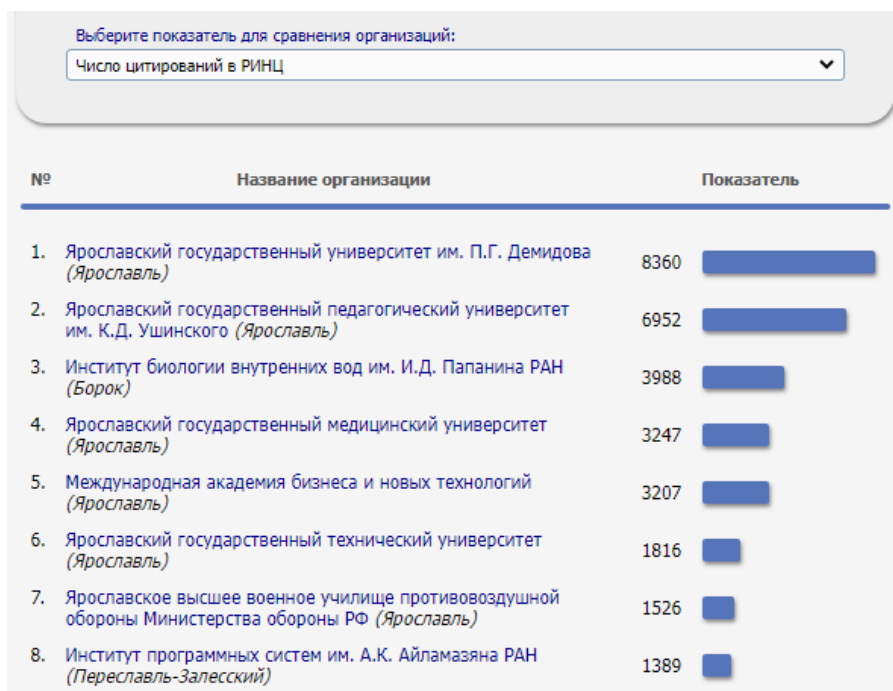 Выберите показатель для сравнения организаций:
Число цитирований в РИНЦ
№ Название организации Показатель
1. Ярославский государственный университет им. П.Г. Демидова
(Ярославль) 8360
2. Ярославский государственный педагогический университет
им. К.Д. Ушинского (Ярославль) 6952
3. Институт биологии внутренних вод им. И.Д. Папанина РАН
(Борок) 3988
4. Ярославский государственный медицинский университет
(Ярославль) 3247
5. Международная академия бизнеса и новых технологий
(Ярославль) 3207
6. Ярославский государственный технический университет
(Ярославль) 1816
7. Ярославское высшее военное училище противовоздушной
обороны Министерства обороны РФ (Ярославль) 1526
8. Институт программных систем им. А.К. Айламазяна РАН
(Переславль-Залесский) 1389